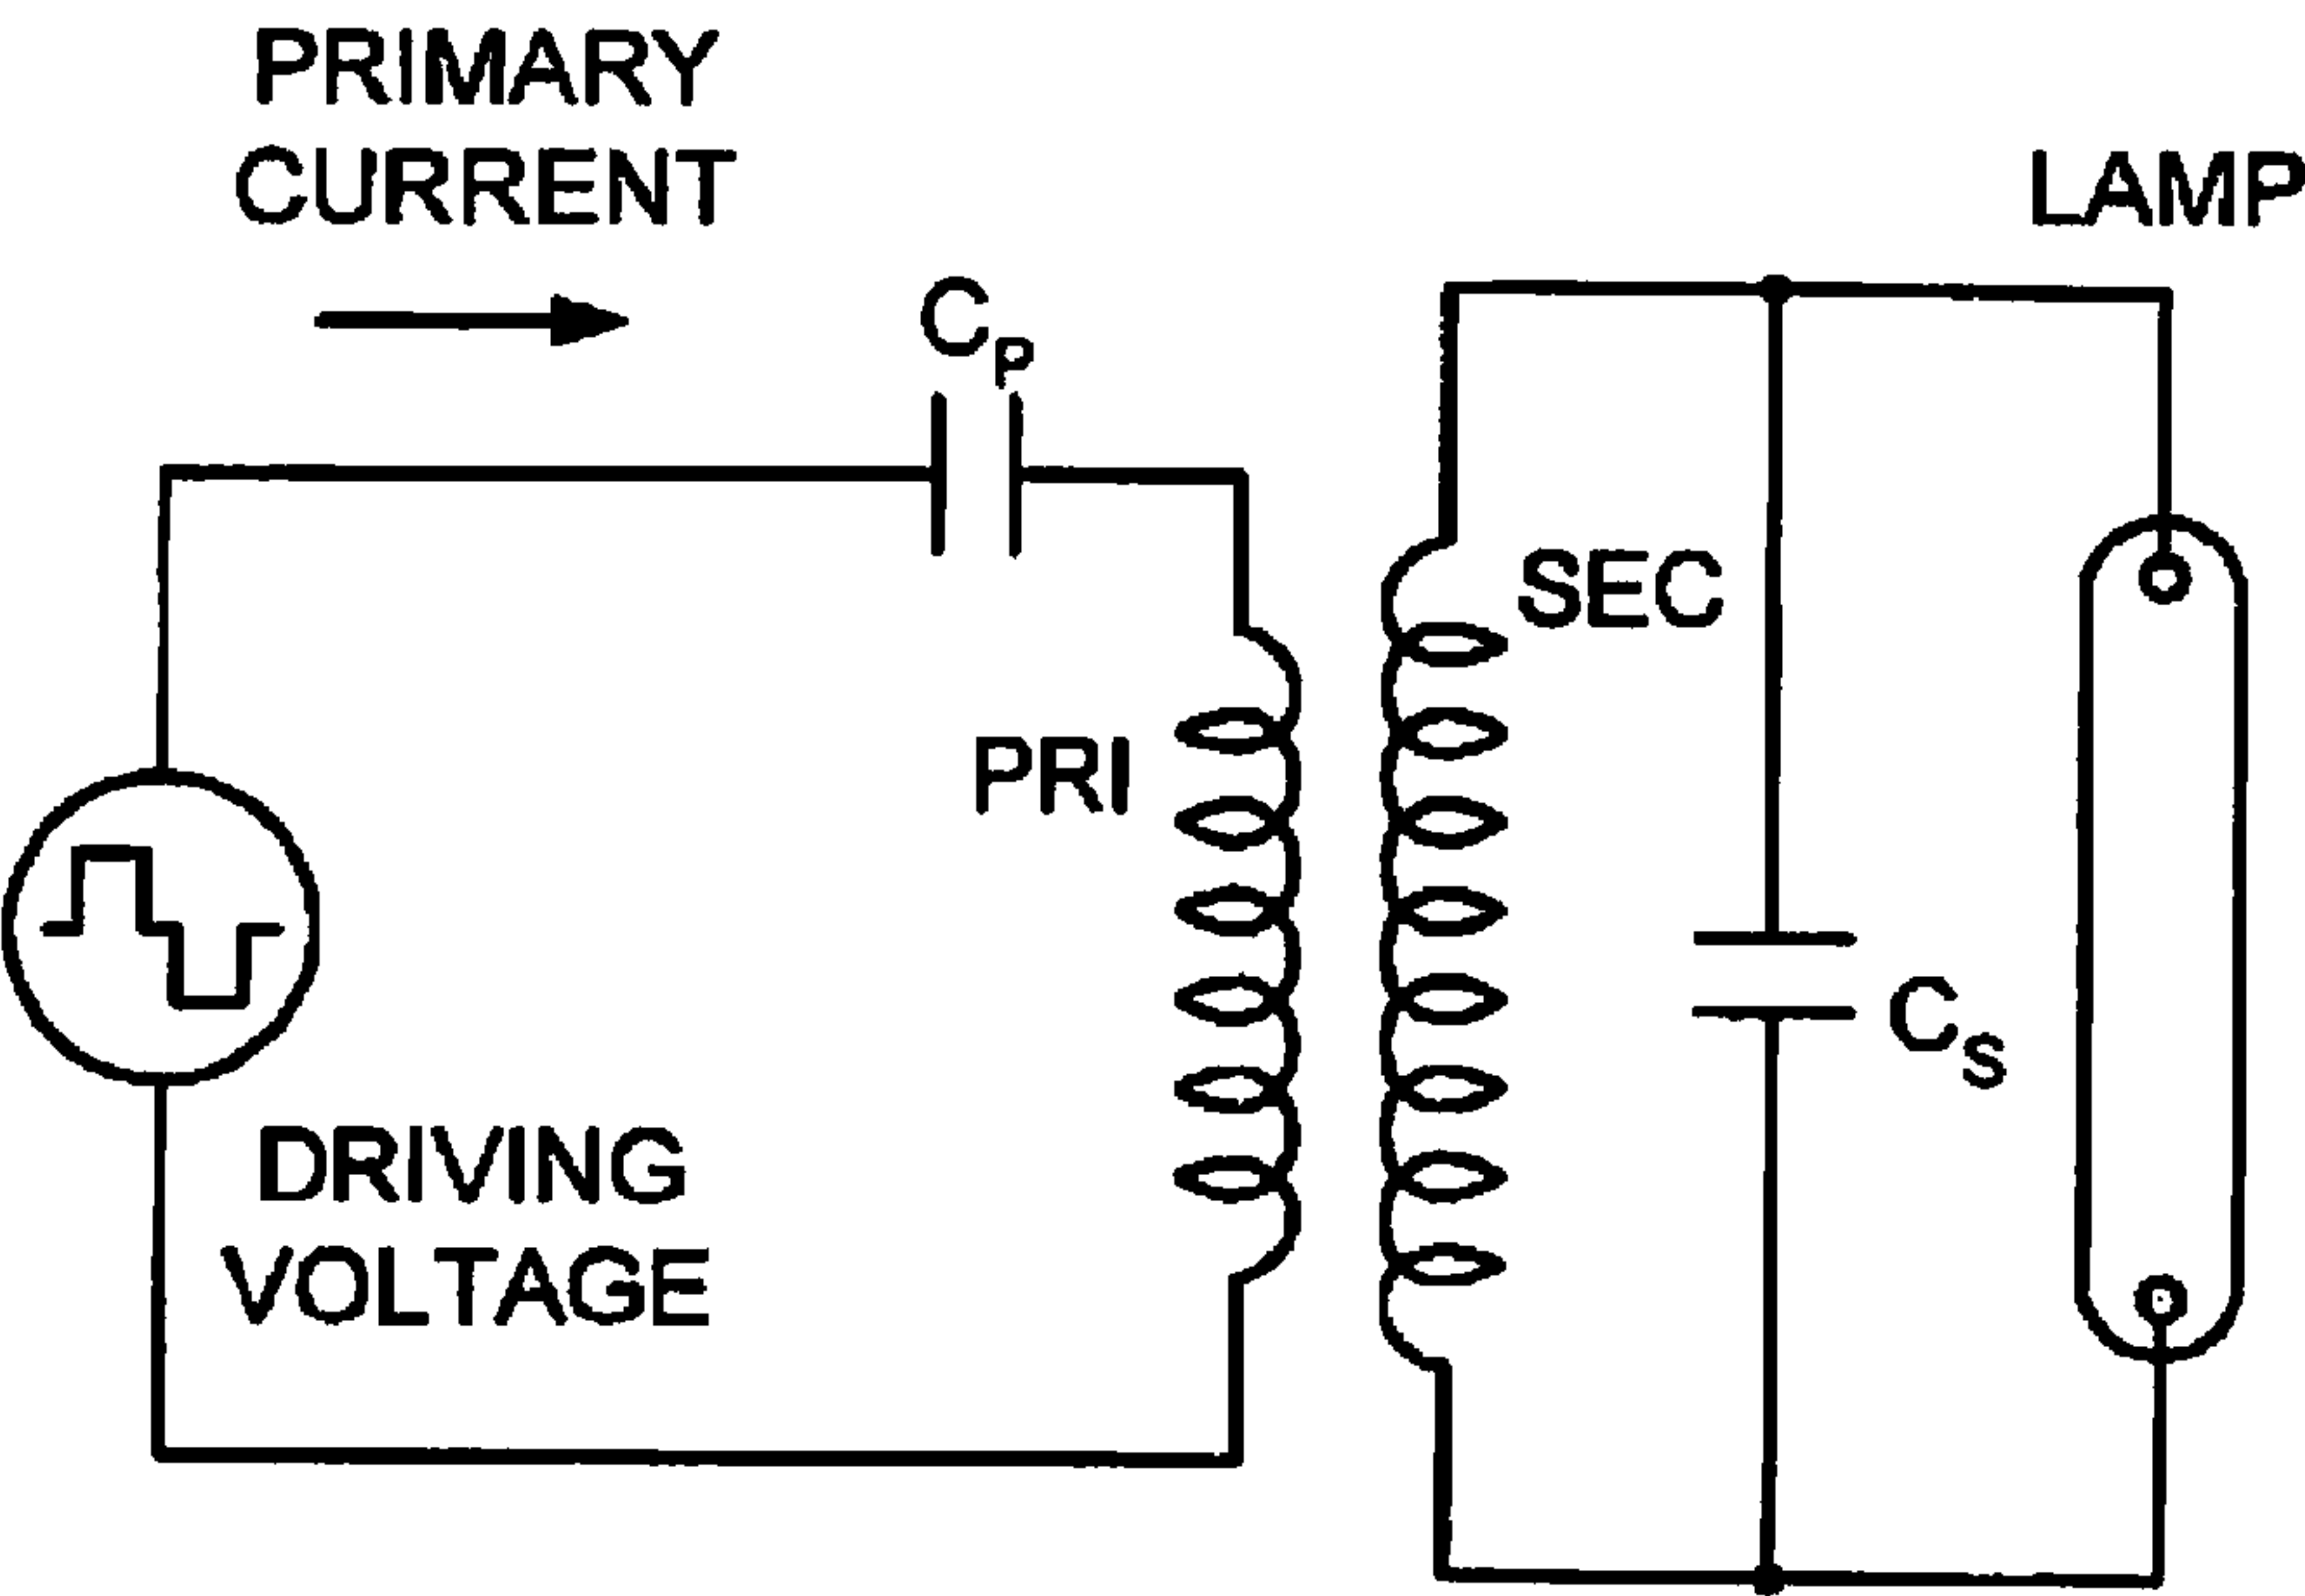 PRIMARY
CURRENT
LAMP
CP
SEC
PRI
CS
DRIVING
VOLTAGE